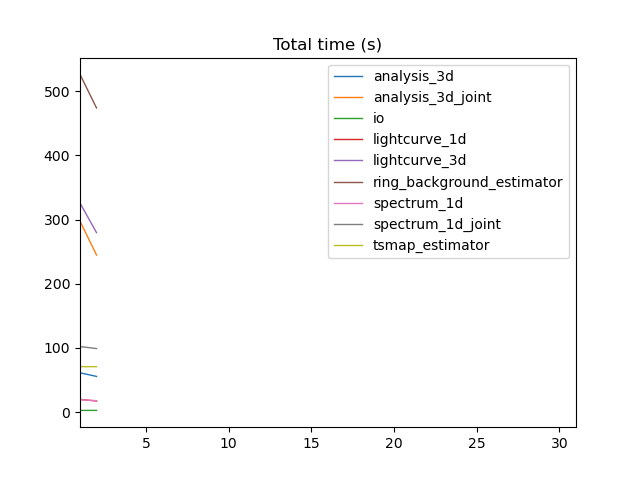 Total time (s)
500
400
300
200
100
0
5
10
15
20
25
30
analysis_3d
analysis_3d_joint
io
lightcurve_1d
lightcurve_3d
ring_background_estimator
spectrum_1d
spectrum_1d_joint
tsmap_estimator